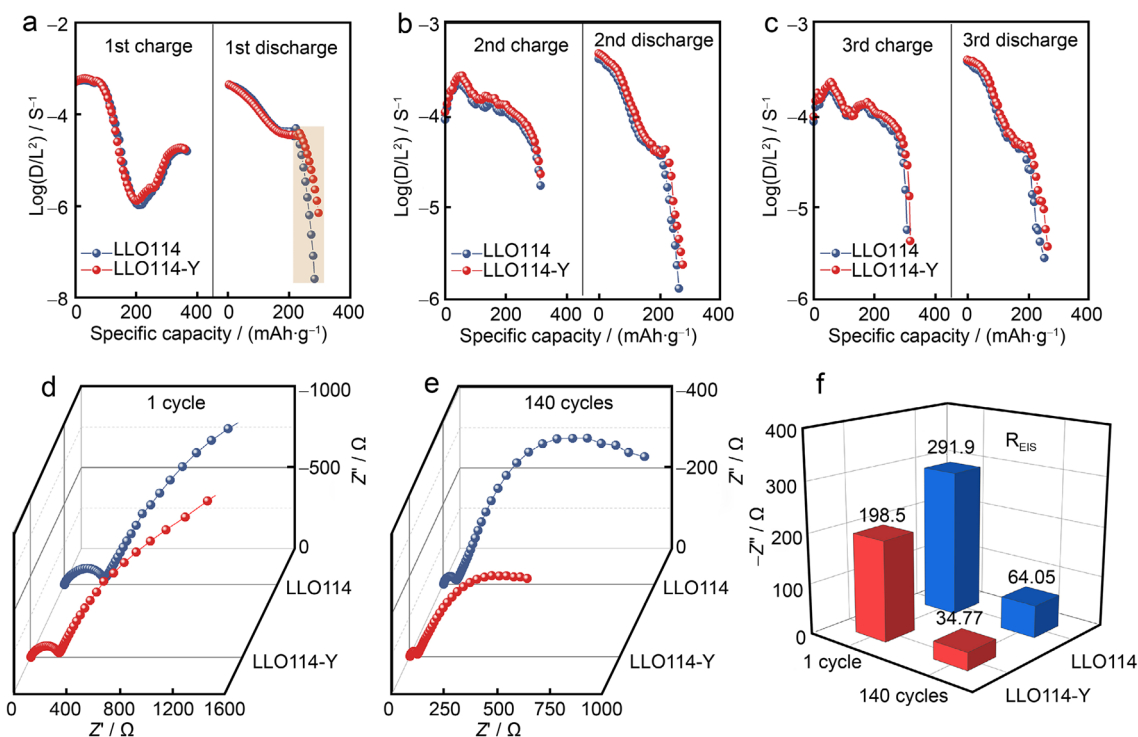 a
−2
−4
−6
−8
Log(D/L²) / S⁻¹
1st charge
1st discharge
LLO114
LLO114-Y
0
200
400
0
200
400
Specific capacity / (mAh·g⁻¹)
b
−3
−4
−5
−6
Log(D/L²) / S⁻¹
2nd charge
2nd discharge
LLO114
LLO114-Y
0
200
400
200
400
Specific capacity / (mAh·g⁻¹)
c
−3
−4
−5
−6
Log(D/L²) / S⁻¹
3rd charge
3rd discharge
LLO114
LLO114-Y
0
200
0
200
400
Specific capacity / (mAh·g⁻¹)
d
1 cycle
−1000
−500
0
Z'' / Ω
LLO114
LLO114-Y
0
400
800
1200
1600
Z' / Ω
e
140 cycles
−400
−200
0
Z'' / Ω
LLO114
LLO114-Y
0
250
500
750
1000
Z' / Ω
f
R_EIS
400
300
200
100
0
−Z'' / Ω
291.9
198.5
64.05
34.77
1 cycle
140 cycles
LLO114
LLO114-Y